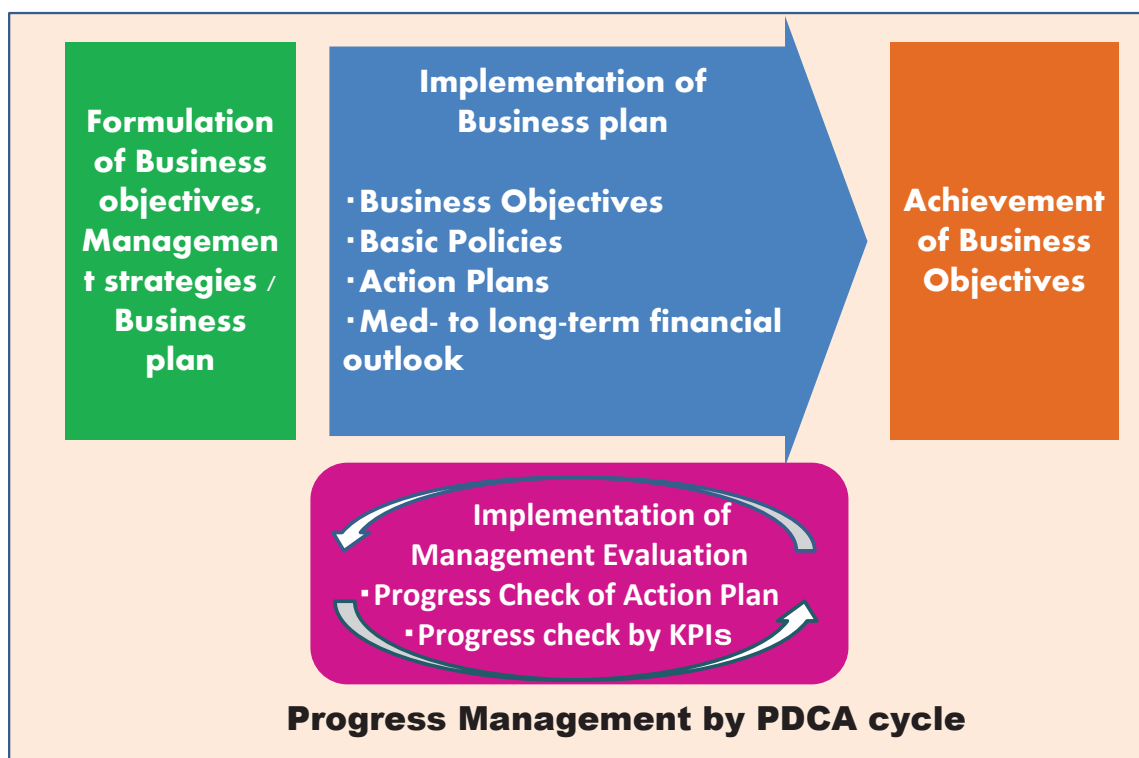 Formulation
of Business
objectives,
Managemen
t strategies /
Business
plan
Implementation of
Business plan
・Business Objectives
・Basic Policies
・Action Plans
・Med- to long-term financial
outlook
Achievement
of Business
Objectives
Implementation of
Management Evaluation
・Progress Check of Action Plan
・Progress check by KPIs
Progress Management by PDCA cycle